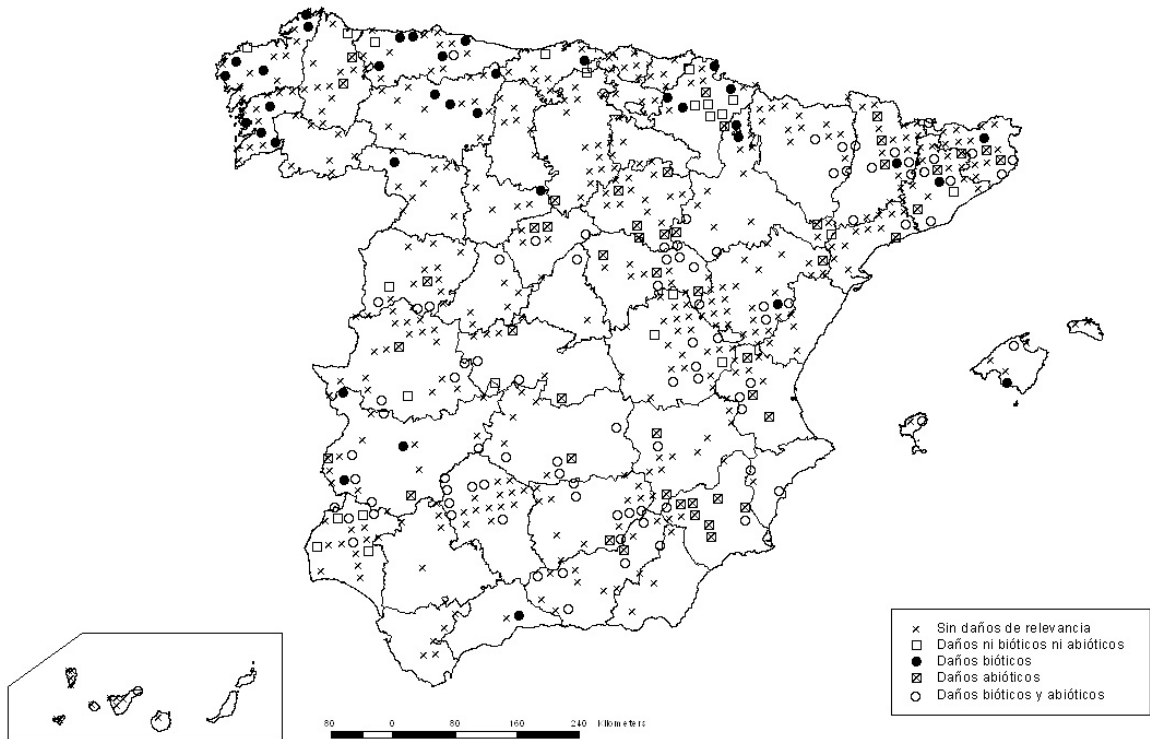 Sin daños de relevancia
Daños ni bióticos ni abióticos
Daños bióticos
Daños abióticos
Daños bióticos y abióticos
80 0 80 160 240 Kilometers